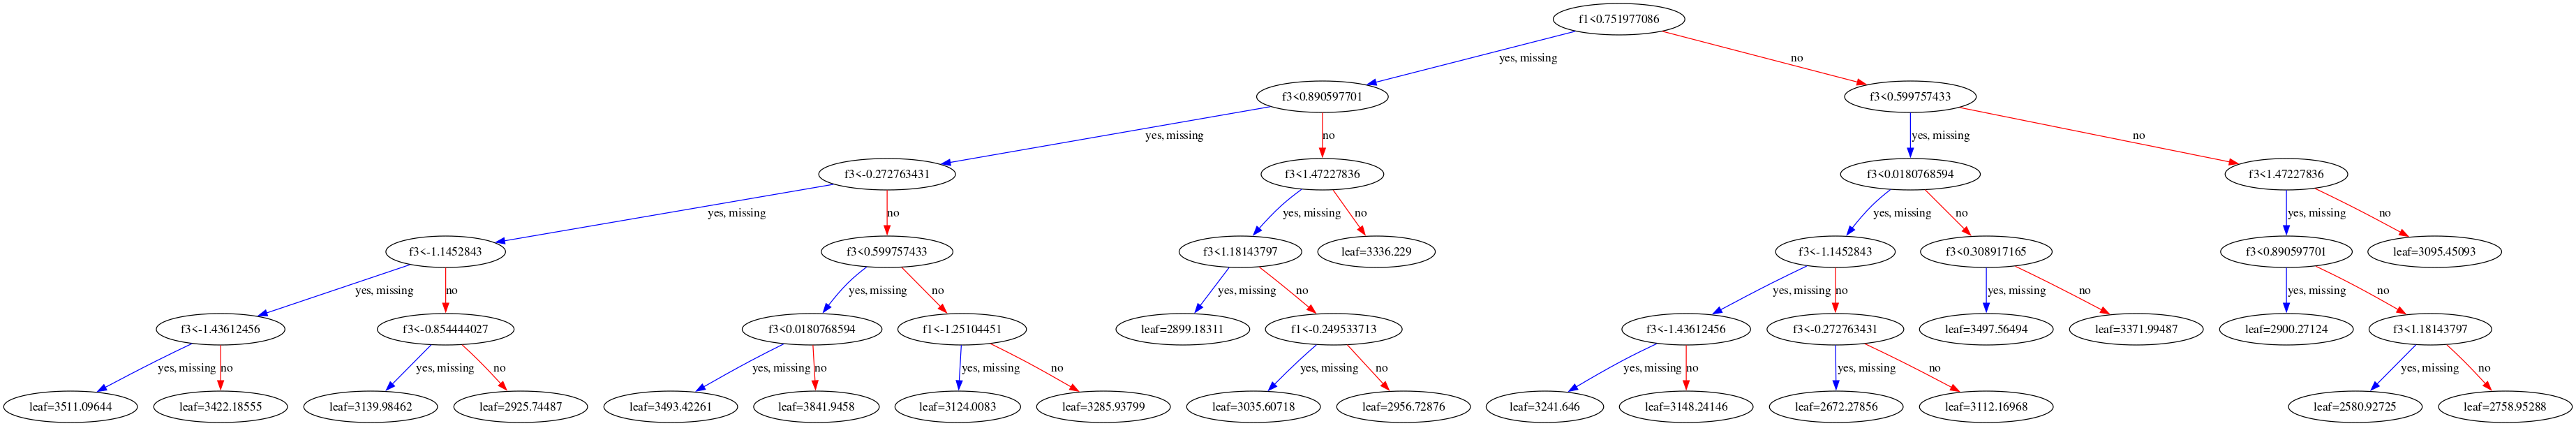 f1<0.751977086
yes, missing
no
f3<0.890597701
f3<0.599757433
yes, missing
no
yes, missing
no
f3<-0.272763431
f3<1.47227836
f3<0.0180768594
f3<1.47227836
yes, missing
no
yes, missing
no
yes, missing
no
yes, missing
no
f3<-1.1452843
f3<0.599757433
f3<1.18143797
leaf=3336.229
f3<-1.1452843
f3<0.308917165
f3<0.890597701
leaf=3095.45093
yes, missing
no
yes, missing
no
yes, missing
no
yes, missing
no
yes, missing
no
yes, missing
no
f3<-1.43612456
f3<-0.854444027
f3<0.0180768594
f1<-1.25104451
leaf=2899.18311
f1<-0.249533713
f3<-1.43612456
f3<-0.272763431
leaf=3497.56494
leaf=3371.99487
leaf=2900.27124
f3<1.18143797
yes, missing
no
yes, missing
no
yes, missing
no
yes, missing
no
yes, missing
no
yes, missing
no
yes, missing
no
yes, missing
no
leaf=3511.09644
leaf=3422.18555
leaf=3139.98462
leaf=2925.74487
leaf=3493.42261
leaf=3841.9458
leaf=3124.0083
leaf=3285.93799
leaf=3035.60718
leaf=2956.72876
leaf=3241.646
leaf=3148.24146
leaf=2672.27856
leaf=3112.16968
leaf=2580.92725
leaf=2758.95288